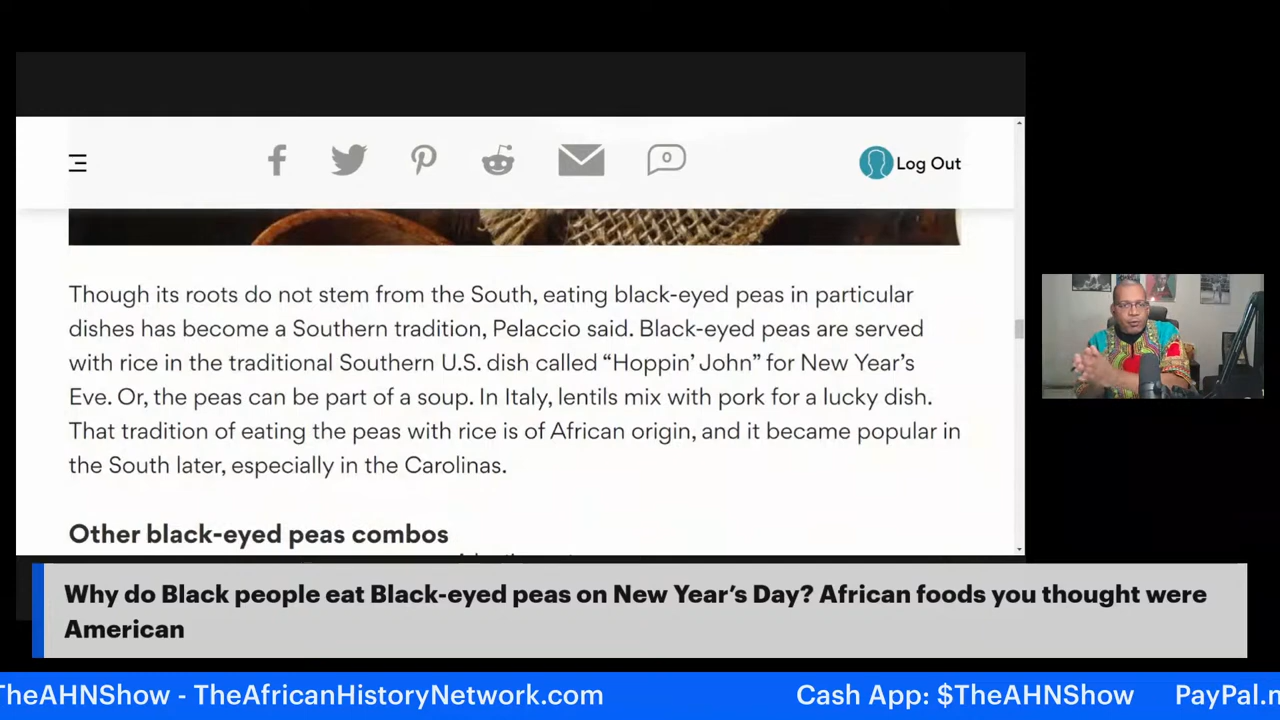 0
Log Out
Though its roots do not stem from the South, eating black-eyed peas in particular
dishes has become a Southern tradition, Pelaccio said. Black-eyed peas are served
with rice in the traditional Southern U.S. dish called “Hoppin’ John” for New Year’s
Eve. Or, the peas can be part of a soup. In Italy, lentils mix with pork for a lucky dish.
That tradition of eating the peas with rice is of African origin, and it became popular in
the South later, especially in the Carolinas.
Other black-eyed peas combos
Why do Black people eat Black-eyed peas on New Year’s Day? African foods you thought were
American
TheAHNShow - TheAfricanHistoryNetwork.com Cash App: $TheAHNShow PayPal.m